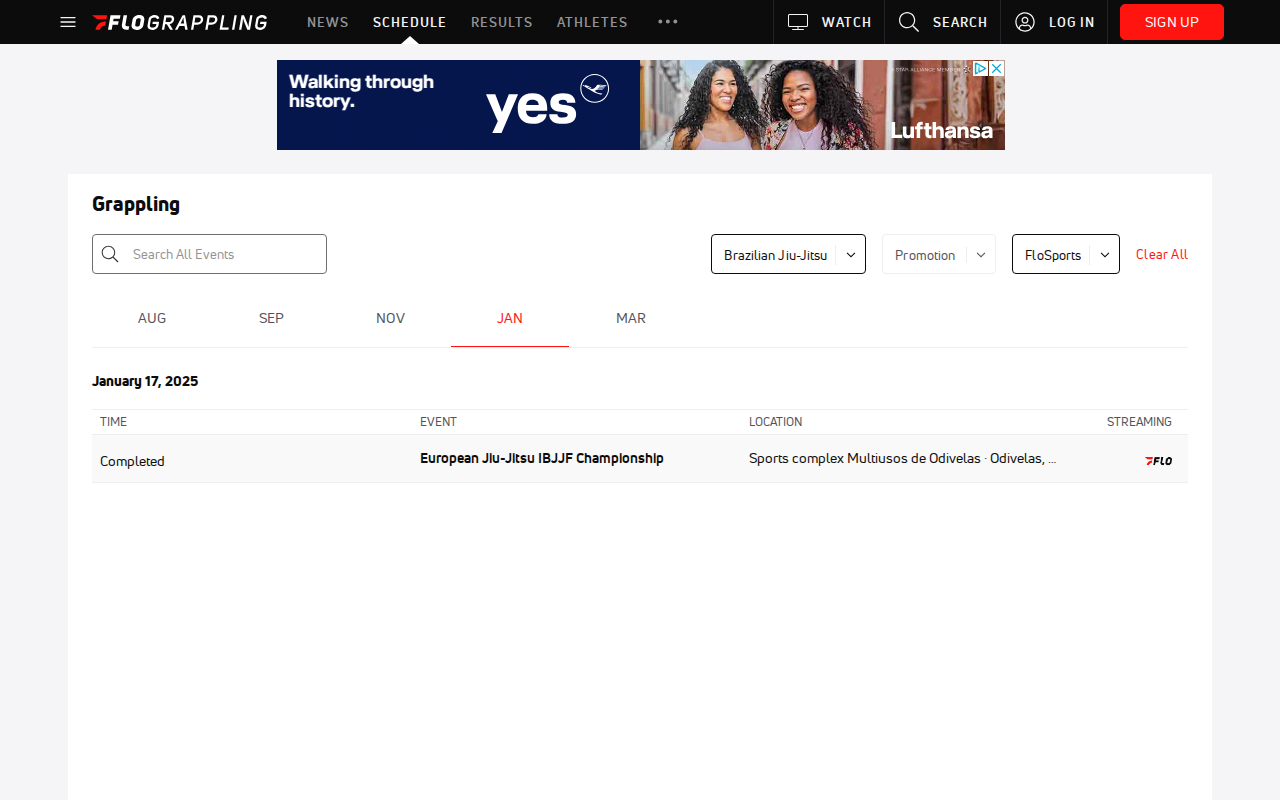 FLOGRAPPLING NEWS SCHEDULE RESULTS ATHLETES ••• WATCH SEARCH LOG IN SIGN UP
Walking through
history.
yes
A STAR ALLIANCE MEMBER
Lufthansa
Grappling
Search All Events
Brazilian Jiu-Jitsu
Promotion
FloSports
Clear All
AUG SEP NOV JAN MAR
January 17, 2025
TIME EVENT LOCATION STREAMING
Completed European Jiu-Jitsu IBJJF Championship Sports complex Multiusos de Odivelas · Odivelas, ... FLO